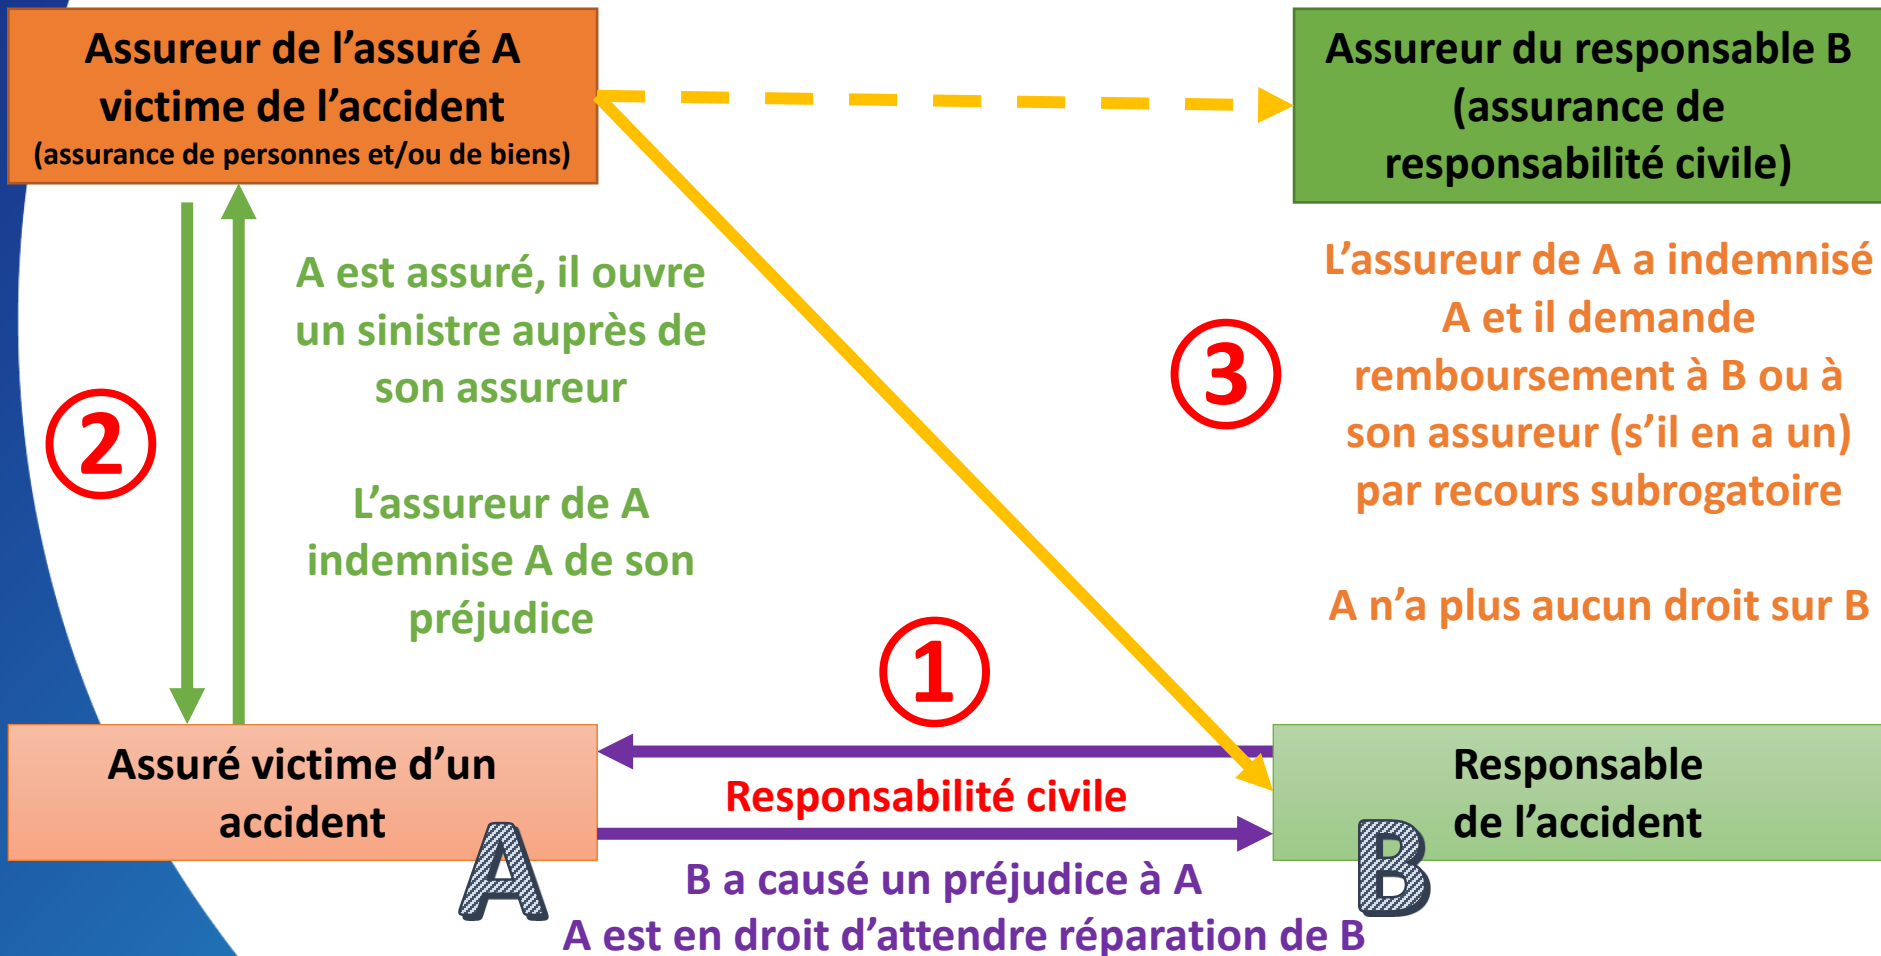 Assureur de l’assuré A
victime de l’accident
(assurance de personnes et/ou de biens)
Assureur du responsable B
(assurance de
responsabilité civile)
A est assuré, il ouvre
un sinistre auprès de
son assureur
L’assureur de A
indemnise A de son
préjudice
2
3
L’assureur de A a indemnisé
A et il demande
remboursement à B ou à
son assureur (s’il en a un)
par recours subrogatoire
A n’a plus aucun droit sur B
1
Assuré victime d’un
accident
A
Responsabilité civile
Responsable
de l’accident
B
B a causé un préjudice à A
A est en droit d’attendre réparation de B